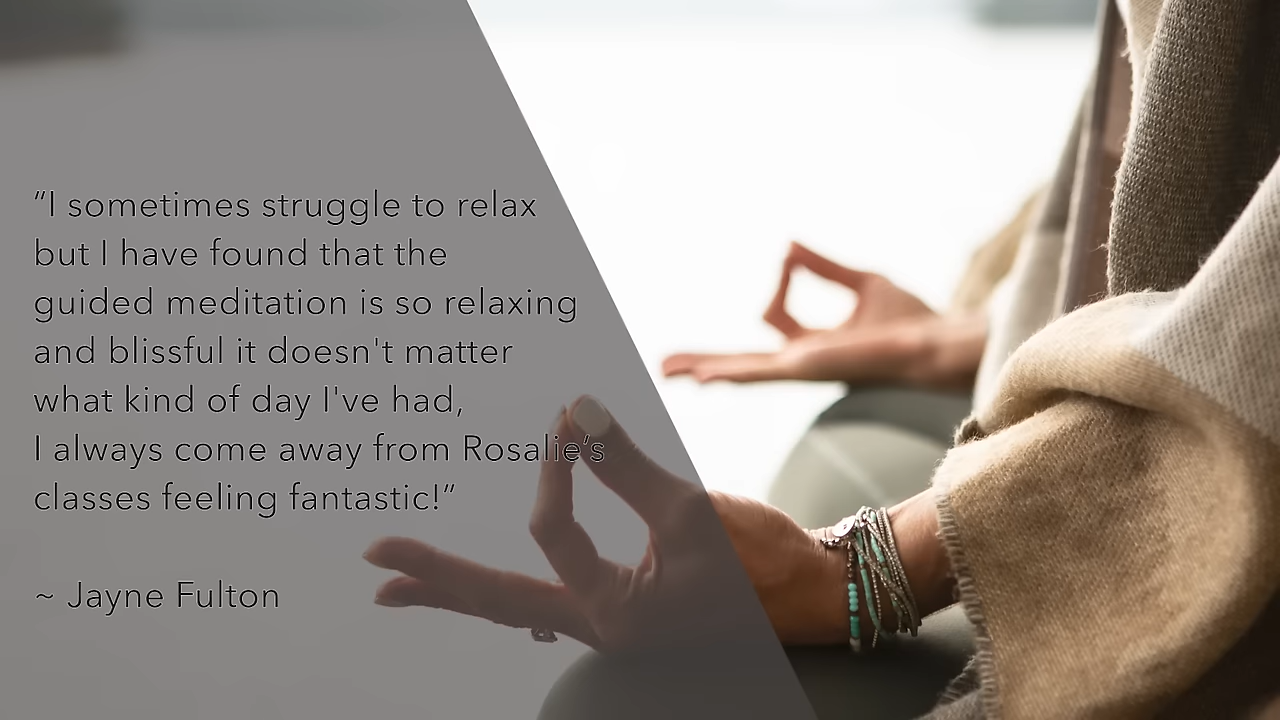 “I sometimes struggle to relax
but I have found that the
guided meditation is so relaxing
and blissful it doesn't matter
what kind of day I've had,
I always come away from Rosalie’s
classes feeling fantastic!”
~ Jayne Fulton